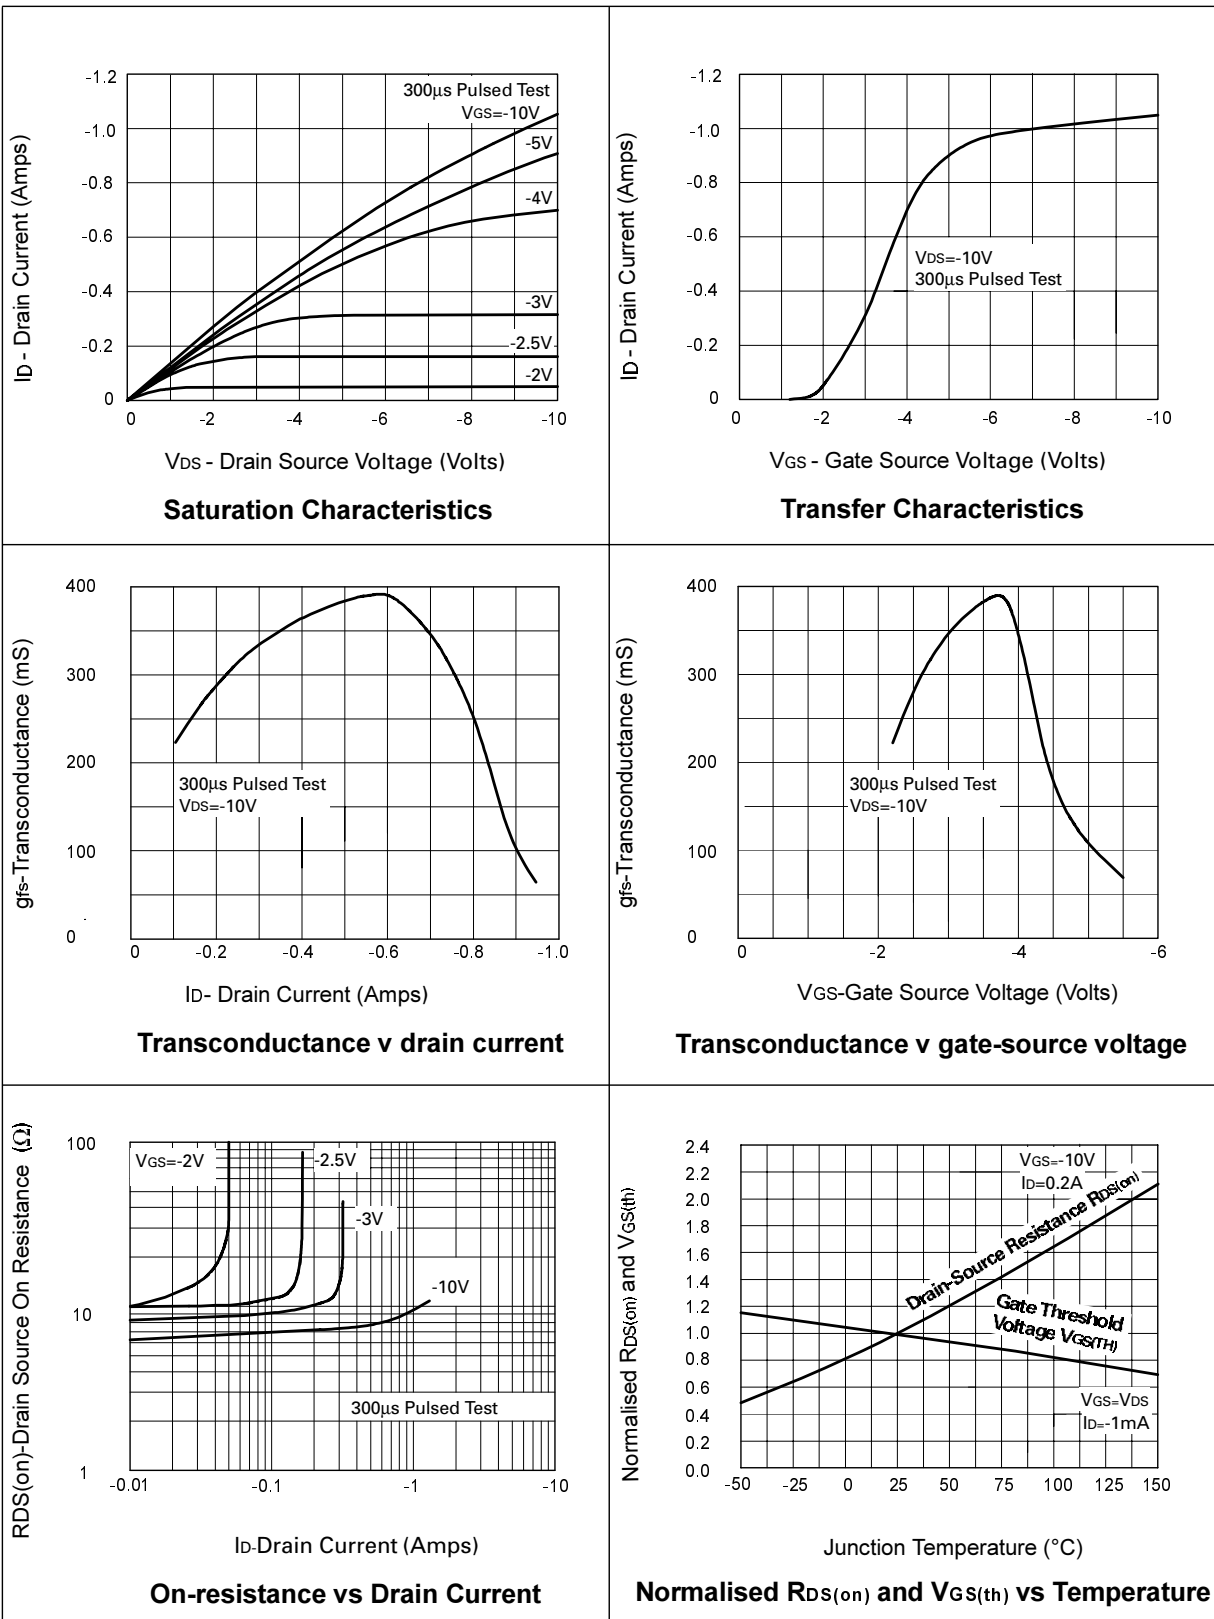 -1.2
-1.0
-0.8
-0.6
-0.4
-0.2
0
300µs Pulsed Test
VGS=-10V
-5V
-4V
-3V
-2.5V
-2V
0 -2 -4 -6 -8 -10
ID - Drain Current (Amps)
VDS - Drain Source Voltage (Volts)
Saturation Characteristics
-1.2
-1.0
-0.8
-0.6
-0.4
-0.2
0
VDS=-10V
300µs Pulsed Test
0 -2 -4 -6 -8 -10
ID - Drain Current (Amps)
VGS - Gate Source Voltage (Volts)
Transfer Characteristics
400
300
200
100
0
300µs Pulsed Test
VDS=-10V
0 -0.2 -0.4 -0.6 -0.8 -1.0
gfs-Transconductance (mS)
ID- Drain Current (Amps)
Transconductance v drain current
400
300
200
100
0
300µs Pulsed Test
VDS=-10V
0 -2 -4 -6
gfs-Transconductance (mS)
VGS-Gate Source Voltage (Volts)
Transconductance v gate-source voltage
100
10
1
VGS=-2V
-2.5V
-3V
-10V
300µs Pulsed Test
-0.01 -0.1 -1 -10
RDS(on)-Drain Source On Resistance (Ω)
ID-Drain Current (Amps)
On-resistance vs Drain Current
2.4
2.2
2.0
1.8
1.6
1.4
1.2
1.0
0.8
0.6
0.4
0.2
0.0
VGS=-10V
ID=0.2A
Drain-Source Resistance RDS(on)
Gate Threshold
Voltage VGS(TH)
VGS=VDS
ID=-1mA
-50 -25 0 25 50 75 100 125 150
Normalised RDS(on) and VGS(th)
Junction Temperature (°C)
Normalised RDS(on) and VGS(th) vs Temperature